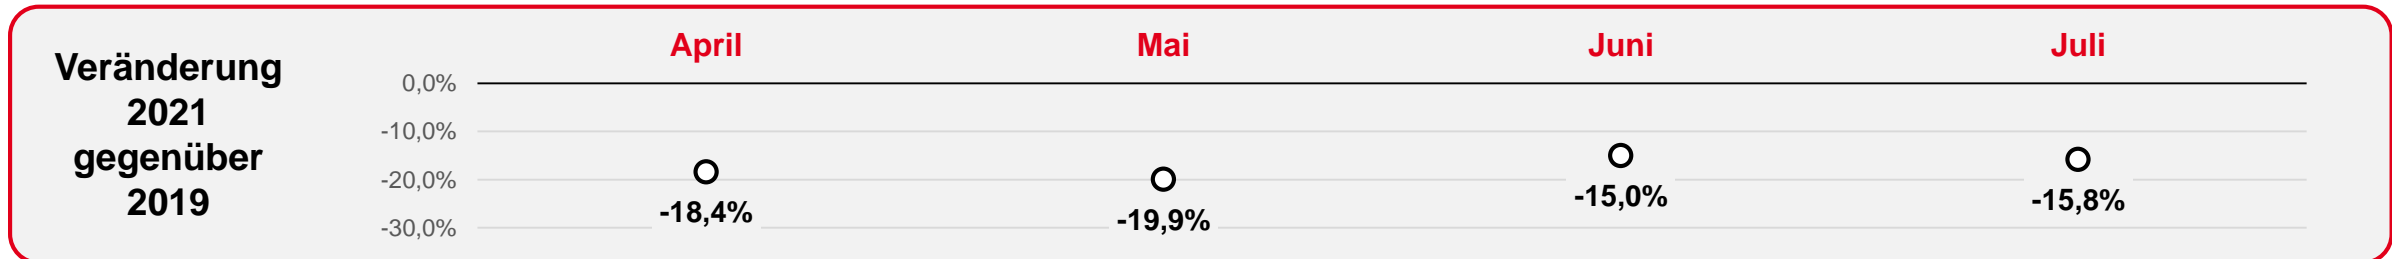 Veränderung
2021
gegenüber
2019
April Mai Juni Juli
0,0%
-10,0%
-20,0%
-30,0%
-18,4% -19,9% -15,0% -15,8%